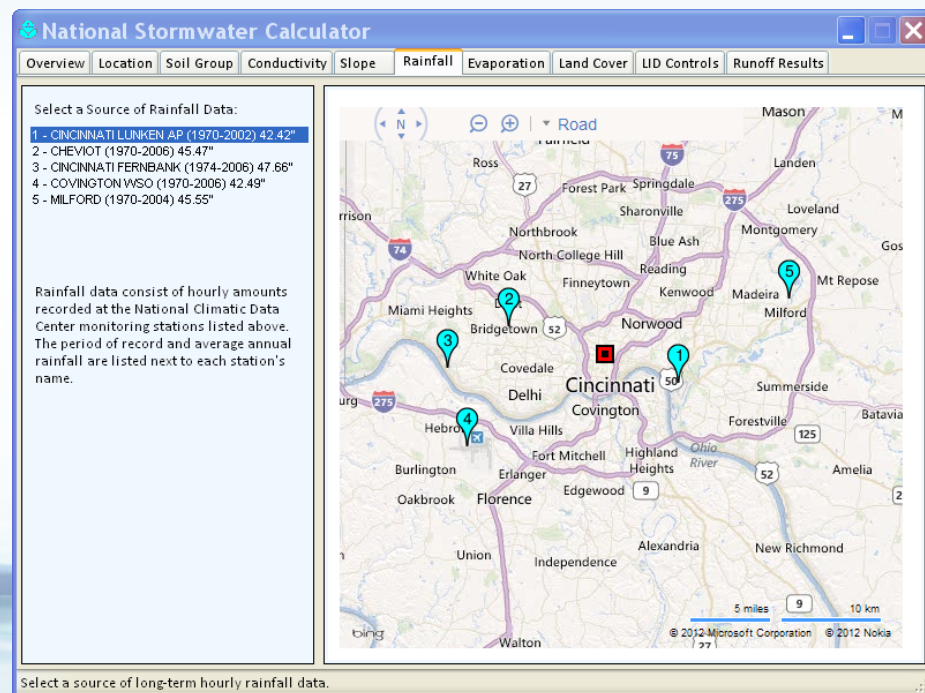 National Stormwater Calculator
Overview Location Soil Group Conductivity Slope Rainfall Evaporation Land Cover LID Controls Runoff Results
Select a Source of Rainfall Data:
1 - CINCINNATI LUNKEN AP (1970-2002) 42.42"
2 - CHEVIOT (1970-2006) 45.47"
3 - CINCINNATI FERNBANK (1974-2006) 47.66"
4 - COVINGTON WSO (1970-2006) 42.49"
5 - MILFORD (1970-2004) 45.55"
Rainfall data consist of hourly amounts
recorded at the National Climatic Data
Center monitoring stations listed above.
The period of record and average annual
rainfall are listed next to each station's
name.
N Road
Mason
Fairfield
75
Ross
Landen
27
Forest Park
Springdale
275
rrison
Sharonville
Loveland
Northbrook
Montgomery
74
Blue Ash
Gos
North College Hill
White Oak
Reading
5
Finneytown
Mt Repose
Kenwood
Madeira
2
Miami Heights
Milford
Bridgetown
52
Norwood
3
1
Covedale
50
Cincinnati
Summerside
Delhi
275
urg
Covington
Batavia
4
Hebron
Villa Hills
Forestville
125
Fort Mitchell
Highland
Heights
Ohio
River
Burlington
Erlanger
52
Amelia
Edgewood
9
Oakbrook
Florence
2
Alexandria
New Richmond
Union
Independence
n
5 miles
9
10 km
bing
© 2012 Microsoft Corporation © 2012 Nokia
Walton
27
Select a source of long-term hourly rainfall data.